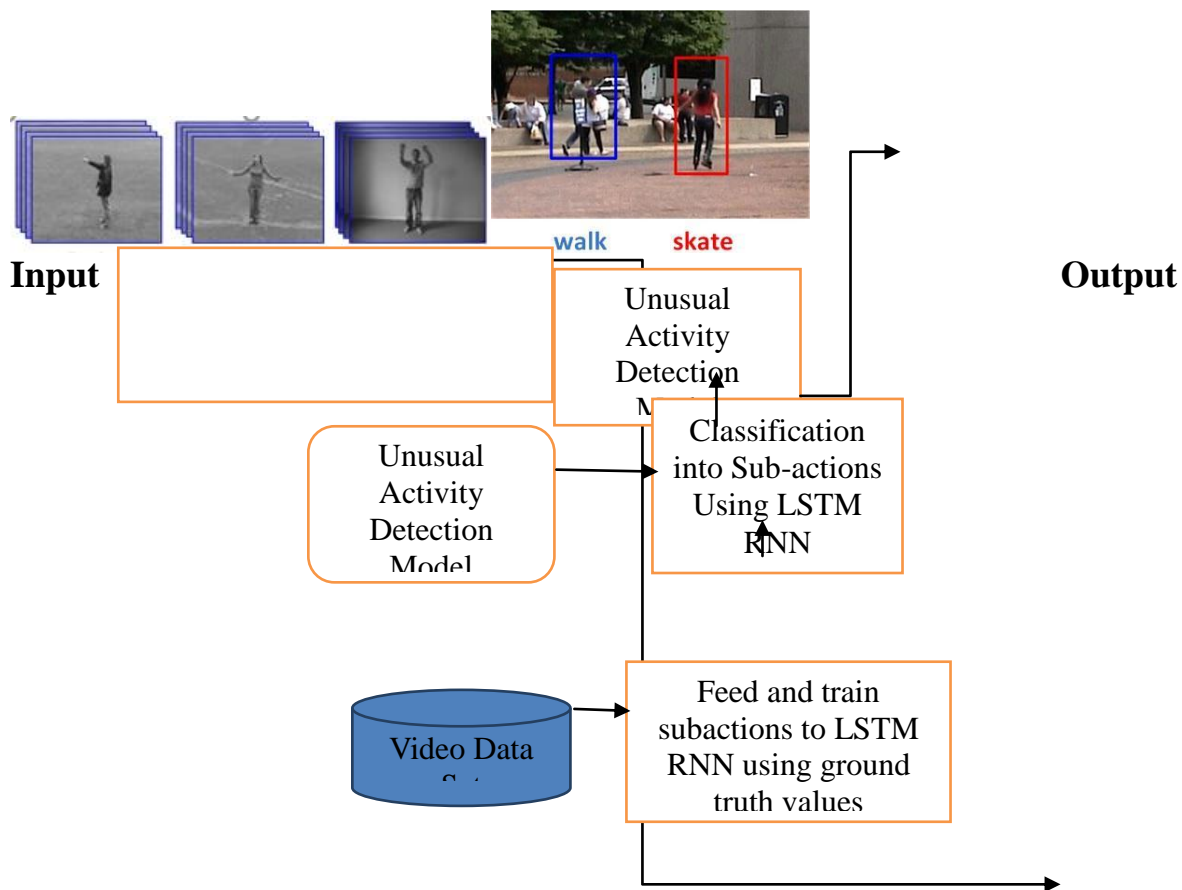 walk
skate
Input
Output
Unusual
Activity
Detection
Classification
into Sub-actions
Using LSTM
RNN
Unusual
Activity
Detection
Model
Video Data
Feed and train
subactions to LSTM
RNN using ground
truth values